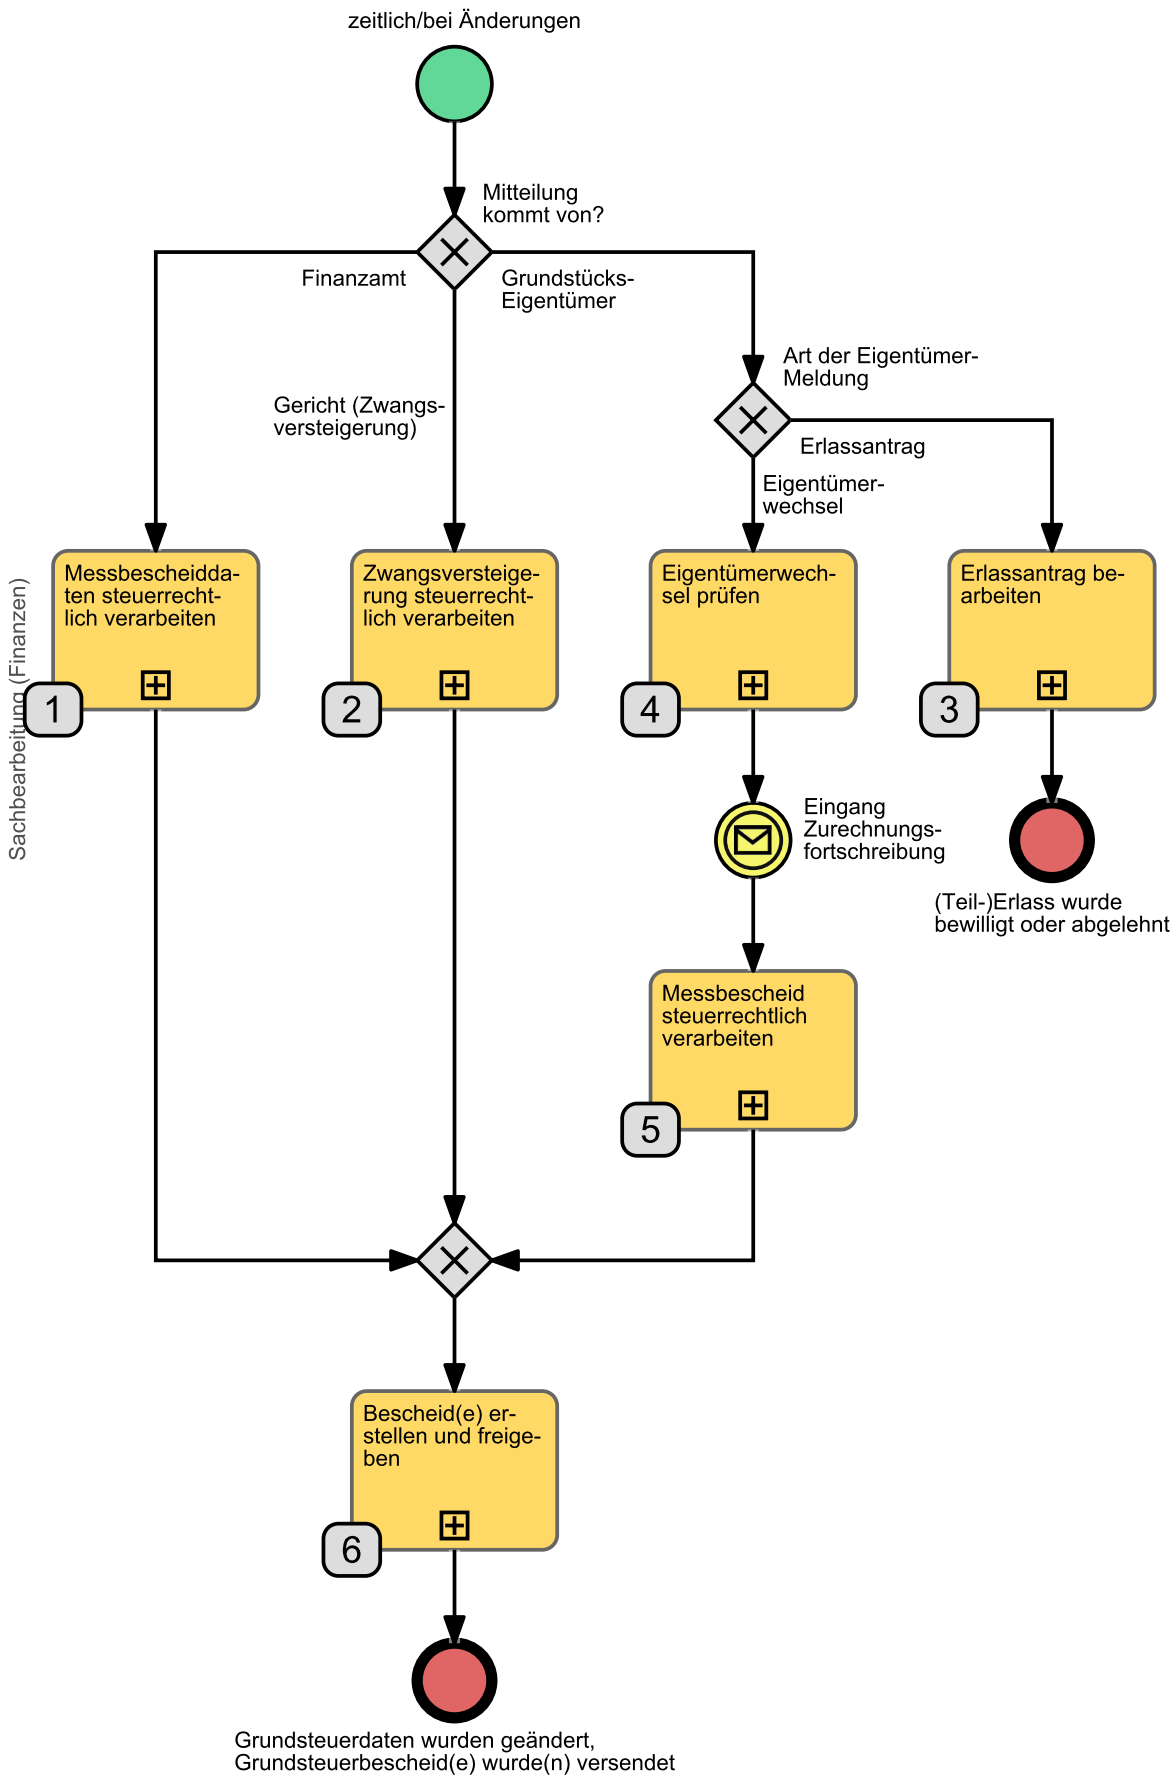 zeitlich/bei Änderungen
Mitteilung
kommt von?
Finanzamt
Grundstücks-
Eigentümer
Gericht (Zwangs-
versteigerung)
Art der Eigentümer-
Meldung
Erlassantrag
Eigentümer-
wechsel
Sachbearbeitung (Finanzen)
Messbescheidda-
ten steuerrecht-
lich verarbeiten
1
Zwangsversteige-
rung steuerrecht-
lich verarbeiten
2
Eigentümerwech-
sel prüfen
4
Erlassantrag be-
arbeiten
3
Eingang
Zurechnungs-
fortschreibung
(Teil-)Erlass wurde
bewilligt oder abgelehnt
Messbescheid
steuerrechtlich
verarbeiten
5
Bescheid(e) er-
stellen und freige-
ben
6
Grundsteuerdaten wurden geändert,
Grundsteuerbescheid(e) wurde(n) versendet